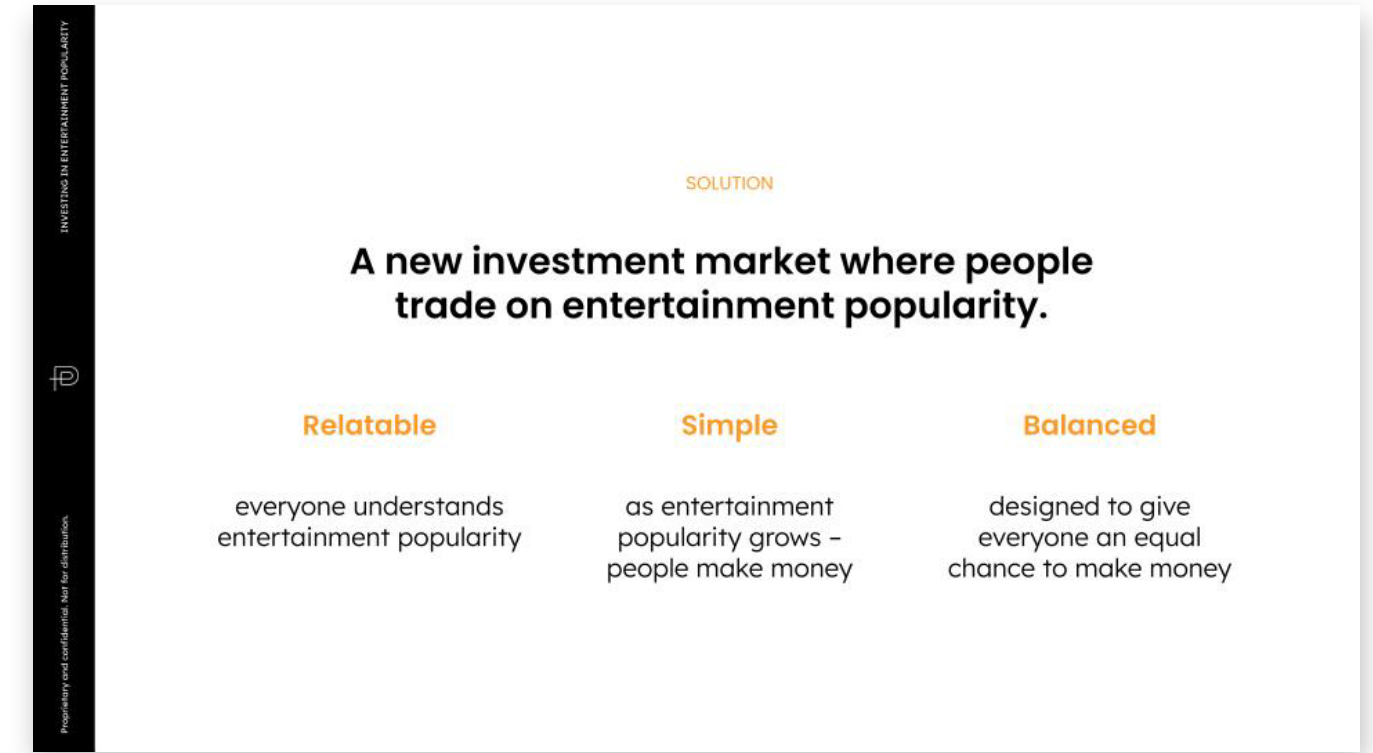 INVESTING IN ENTERTAINMENT POPULARITY
Proprietary and confidential. Not for distribution.
SOLUTION
A new investment market where people
trade on entertainment popularity.
Relatable
everyone understands
entertainment popularity
Simple
as entertainment
popularity grows –
people make money
Balanced
designed to give
everyone an equal
chance to make money